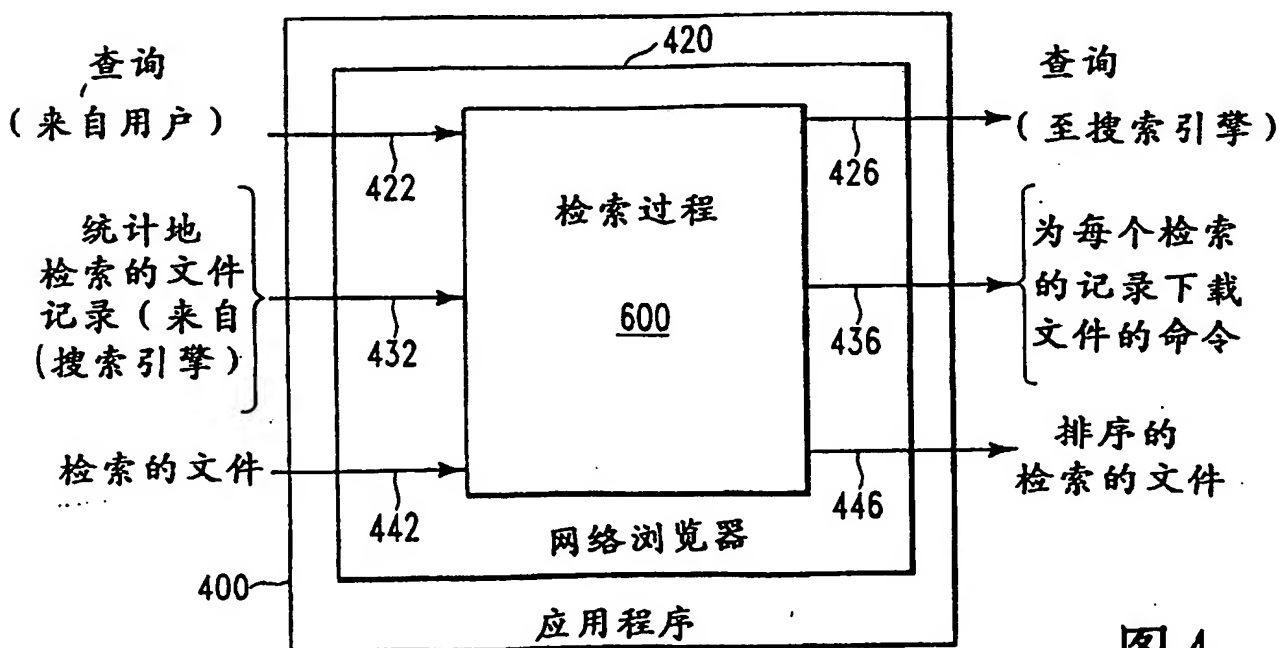 420
查询
(来自用户)
422
统计地
检索的文件
记录(来自
(搜索引擎)
432
检索的文件
442
检索过程
600
网络浏览器
应用程序
400
查询
(至搜索引擎)
426
为每个检索
的记录下载
文件的命令
436
排序的
检索的文件
446
图 4